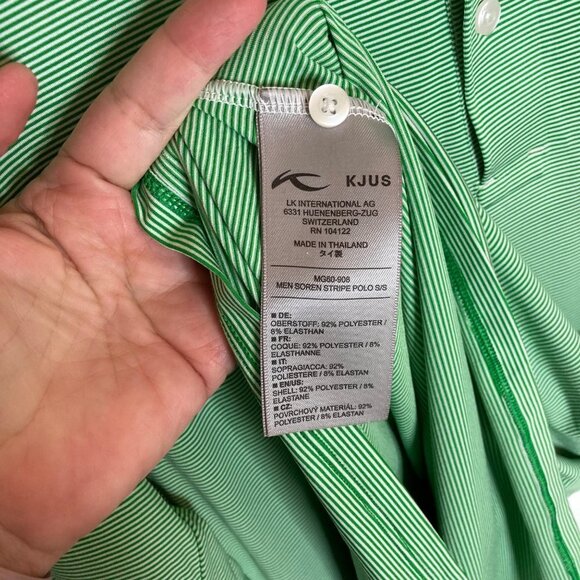 KJUS
LK INTERNATIONAL AG
6331 HUENENBERG-ZUG
SWITZERLAND
RN 104122
MADE IN THAILAND
タイ製
MG60-908
MEN SOREN STRIPE POLO S/S
■ DE:
OBERSTOFF: 92% POLYESTER /
8% ELASTHAN
■ FR:
COQUE: 92% POLYESTER / 8%
ELASTHANNE
■ IT:
SOPRAGIACCA: 92%
POLIESTERE / 8% ELASTAN
■ EN/US:
SHELL: 92% POLYESTER / 8%
ELASTANE
■ CZ:
POVRCHOVÝ MATERIÁL: 92%
POLYESTER / 8% ELASTAN